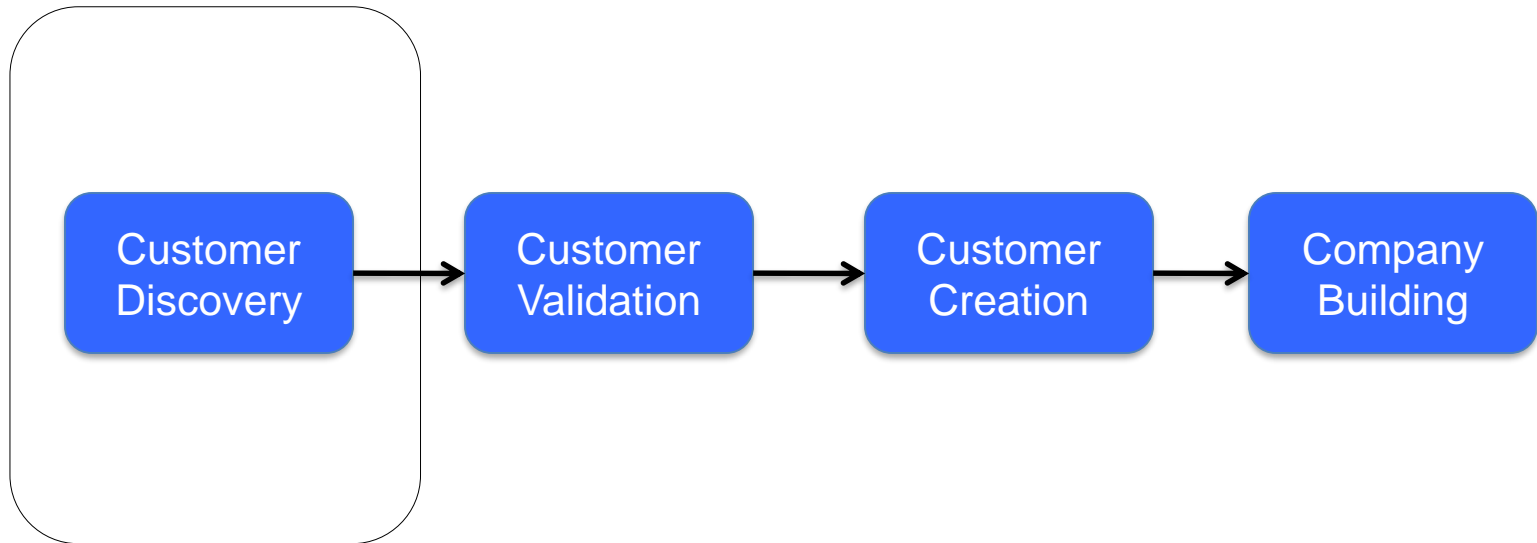 Customer
Discovery
Customer
Validation
Customer
Creation
Company
Building